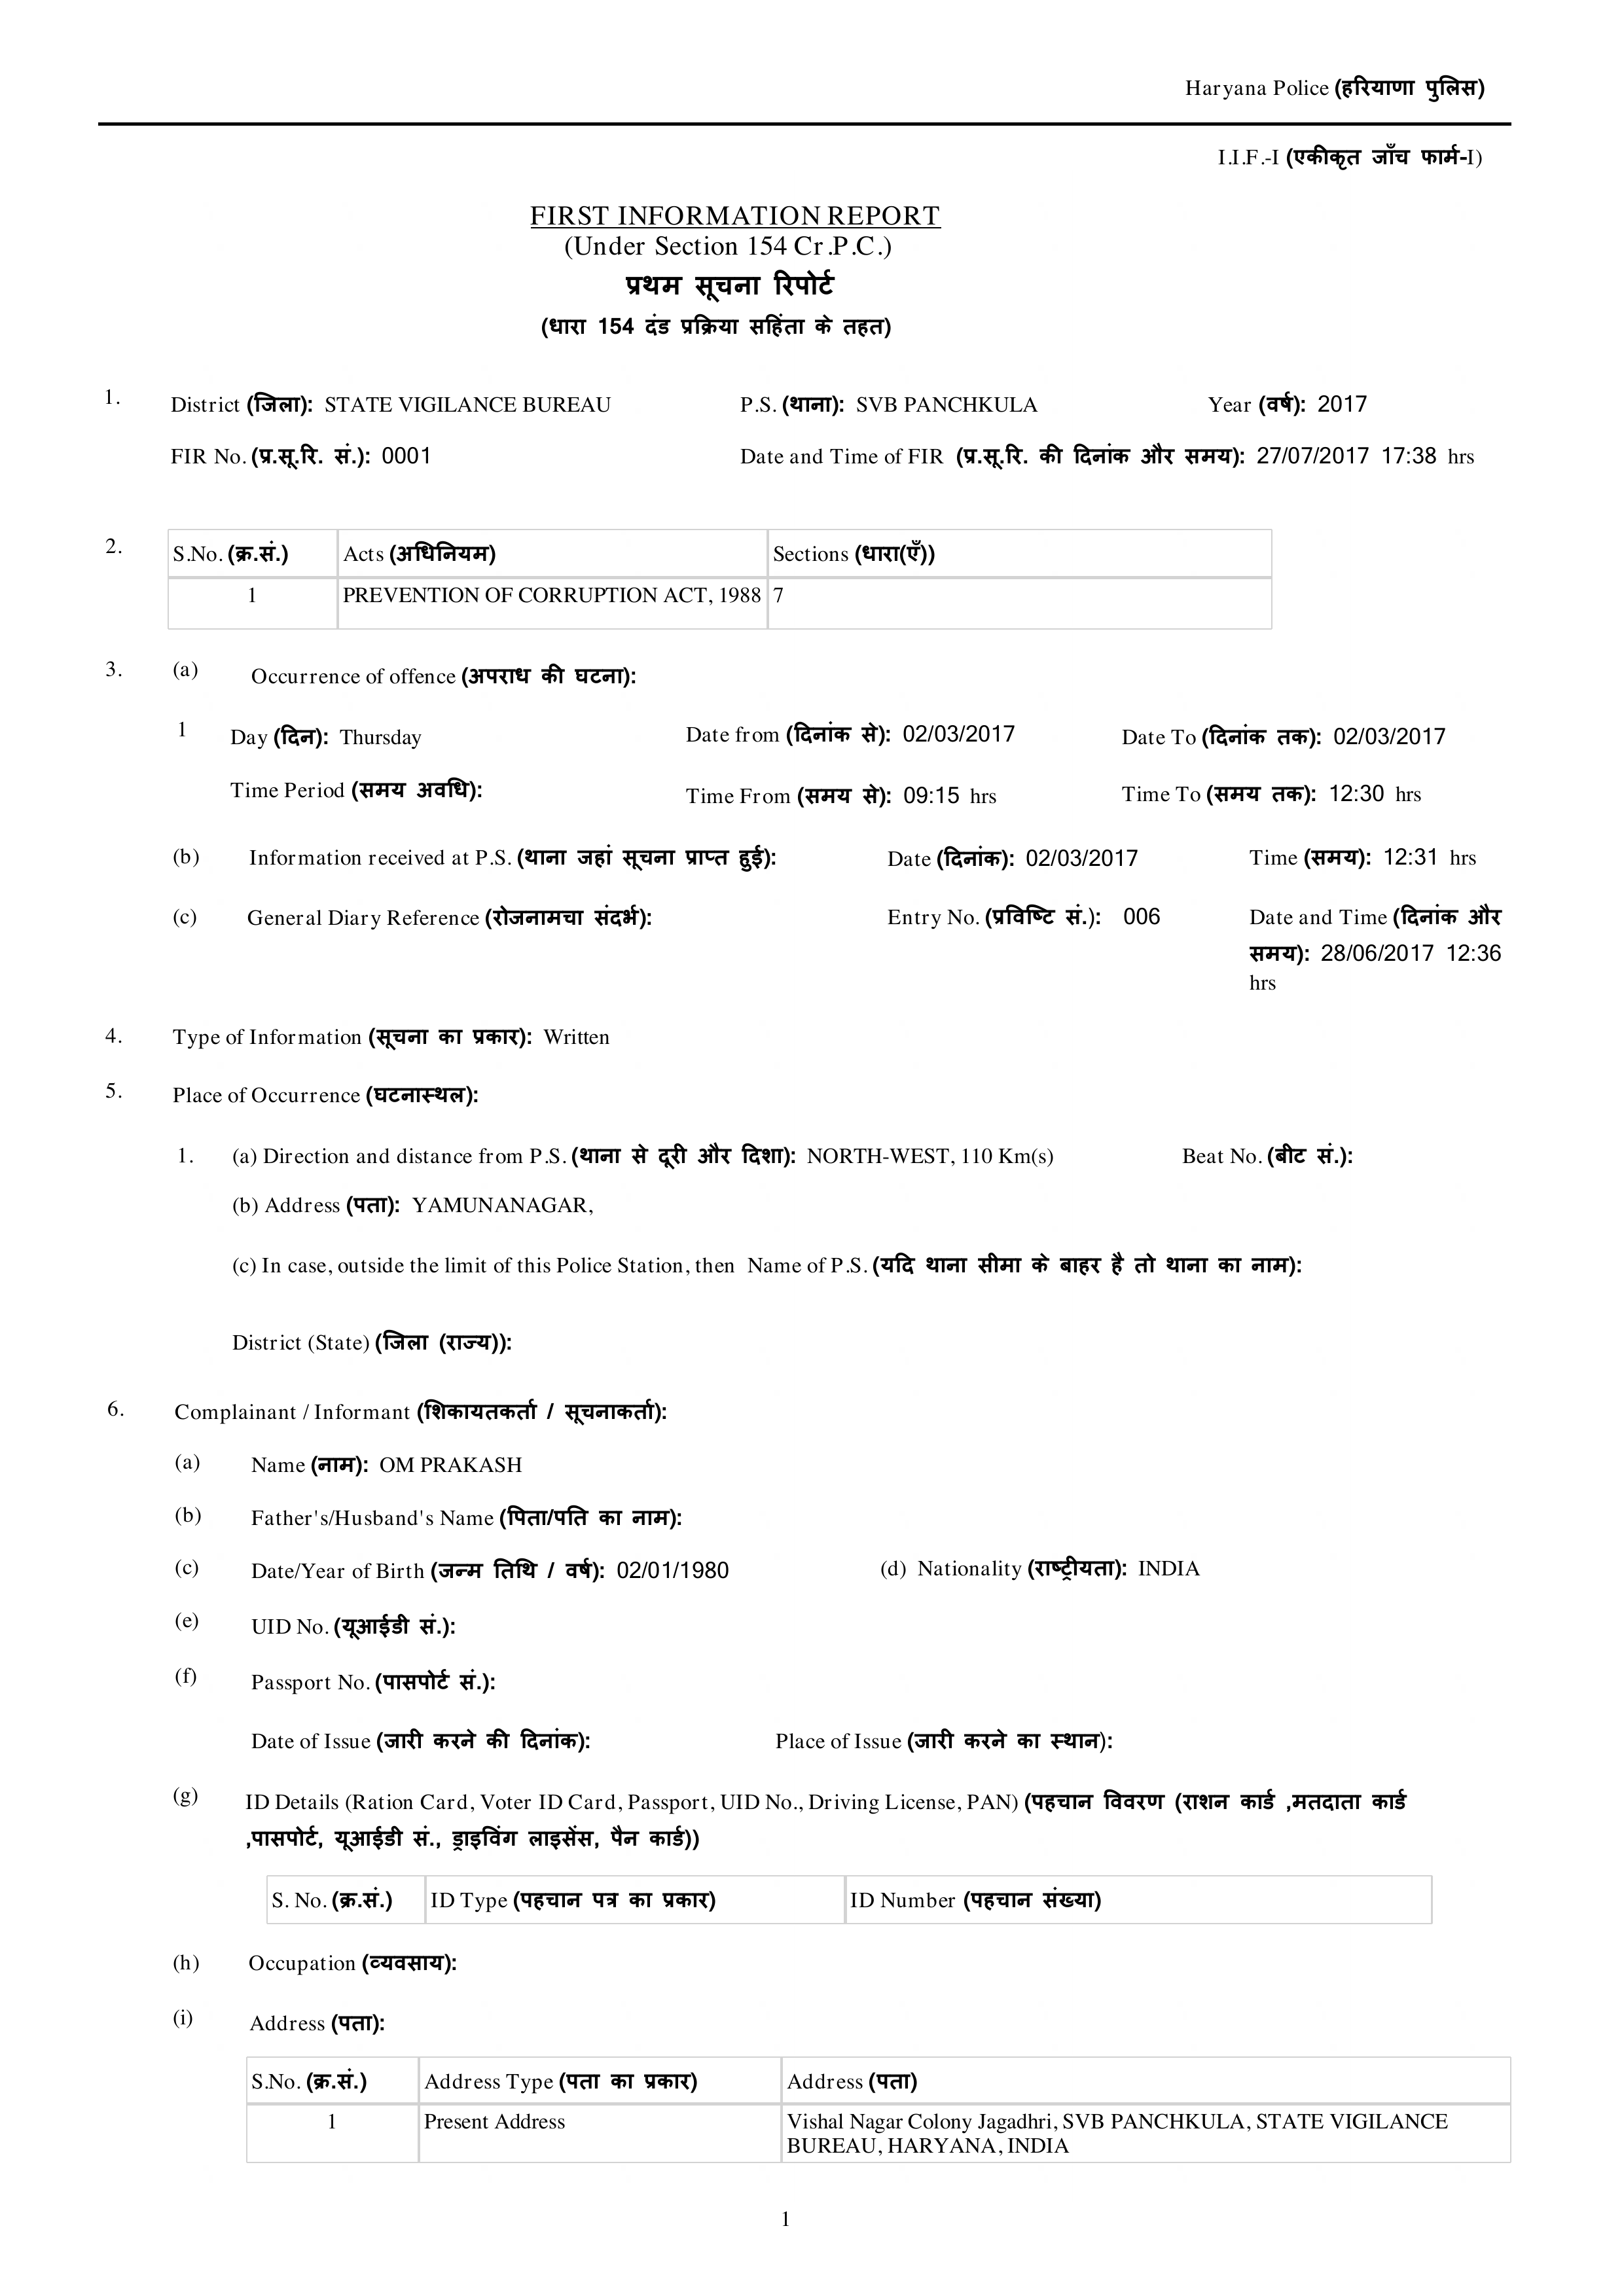 Haryana Police (हरियाणा पुलिस)
I.I.F.-I (एकीकृत जाँच फार्म-I)
FIRST INFORMATION REPORT
(Under Section 154 Cr.P.C.)
प्रथम सूचना रिपोर्ट
(धारा 154 दंड प्रक्रिया सहिंता के तहत)
1. District (जिला): STATE VIGILANCE BUREAU P.S. (थाना): SVB PANCHKULA Year (वर्ष): 2017
FIR No. (प्र.सू.रि. सं.): 0001 Date and Time of FIR (प्र.सू.रि. की दिनांक और समय): 27/07/2017 17:38 hrs
2. S.No. (क्र.सं.) Acts (अधिनियम) Sections (धारा(एँ))
1 PREVENTION OF CORRUPTION ACT, 1988 7
3. (a) Occurrence of offence (अपराध की घटना):
1 Day (दिन): Thursday Date from (दिनांक से): 02/03/2017 Date To (दिनांक तक): 02/03/2017
Time Period (समय अवधि): Time From (समय से): 09:15 hrs Time To (समय तक): 12:30 hrs
(b) Information received at P.S. (थाना जहां सूचना प्राप्त हुई): Date (दिनांक): 02/03/2017 Time (समय): 12:31 hrs
(c) General Diary Reference (रोजनामचा संदर्भ): Entry No. (प्रविष्टि सं.): 006 Date and Time (दिनांक और
समय): 28/06/2017 12:36
hrs
4. Type of Information (सूचना का प्रकार): Written
5. Place of Occurrence (घटनास्थल):
1. (a) Direction and distance from P.S. (थाना से दूरी और दिशा): NORTH-WEST, 110 Km(s) Beat No. (बीट सं.):
(b) Address (पता): YAMUNANAGAR,
(c) In case, outside the limit of this Police Station, then Name of P.S. (यदि थाना सीमा के बाहर है तो थाना का नाम):
District (State) (जिला (राज्य)):
6. Complainant / Informant (शिकायतकर्ता / सूचनाकर्ता):
(a) Name (नाम): OM PRAKASH
(b) Father's/Husband's Name (पिता/पति का नाम):
(c) Date/Year of Birth (जन्म तिथि / वर्ष): 02/01/1980 (d) Nationality (राष्ट्रीयता): INDIA
(e) UID No. (यूआईडी सं.):
(f) Passport No. (पासपोर्ट सं.):
Date of Issue (जारी करने की दिनांक): Place of Issue (जारी करने का स्थान):
(g) ID Details (Ration Card, Voter ID Card, Passport, UID No., Driving License, PAN) (पहचान विवरण (राशन कार्ड ,मतदाता कार्ड
,पासपोर्ट, यूआईडी सं., ड्राइविंग लाइसेंस, पैन कार्ड))
S. No. (क्र.सं.) ID Type (पहचान पत्र का प्रकार) ID Number (पहचान संख्या)
(h) Occupation (व्यवसाय):
(i) Address (पता):
S.No. (क्र.सं.) Address Type (पता का प्रकार) Address (पता)
1 Present Address Vishal Nagar Colony Jagadhri, SVB PANCHKULA, STATE VIGILANCE
BUREAU, HARYANA, INDIA
1